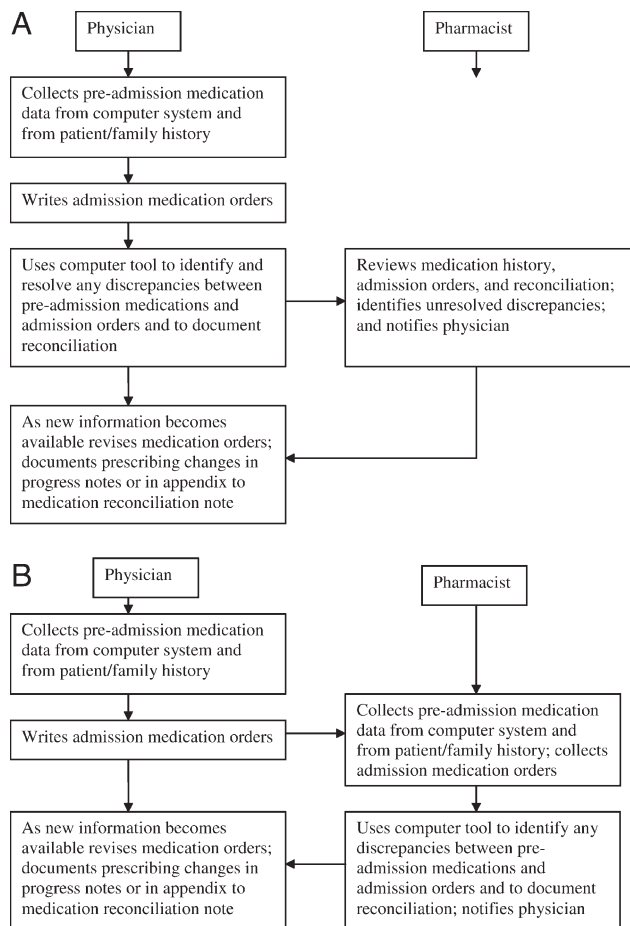 A
Physician
Pharmacist
Collects pre-admission medication
data from computer system and
from patient/family history
Writes admission medication orders
Uses computer tool to identify and
resolve any discrepancies between
pre-admission medications and
admission orders and to document
reconciliation
Reviews medication history,
admission orders, and reconciliation;
identifies unresolved discrepancies;
and notifies physician
As new information becomes
available revises medication orders;
documents prescribing changes in
progress notes or in appendix to
medication reconciliation note
B
Physician
Pharmacist
Collects pre-admission medication
data from computer system and
from patient/family history
Writes admission medication orders
Collects pre-admission medication
data from computer system and
from patient/family history; collects
admission medication orders
As new information becomes
available revises medication orders;
documents prescribing changes in
progress notes or in appendix to
medication reconciliation note
Uses computer tool to identify any
discrepancies between pre-
admission medications and
admission orders and to document
reconciliation; notifies physician